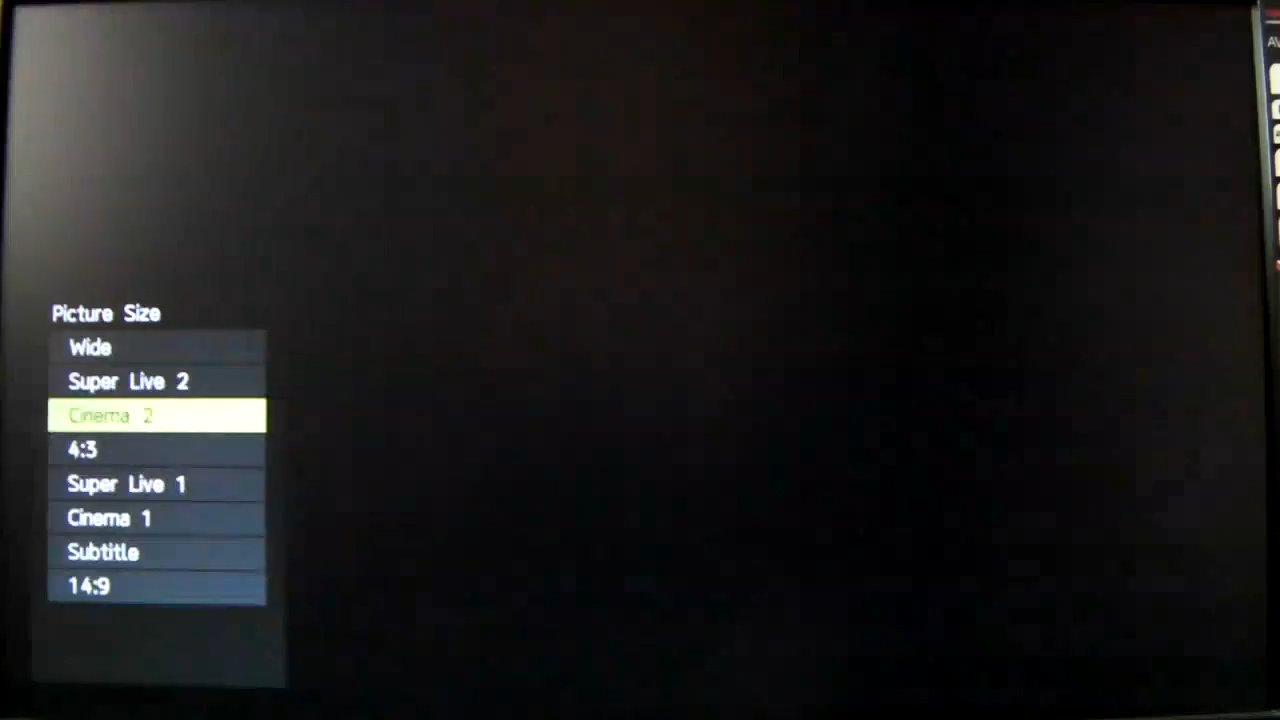 Picture Size
Wide
Super Live 2
Cinema 2
4:3
Super Live 1
Cinema 1
Subtitle
14:9